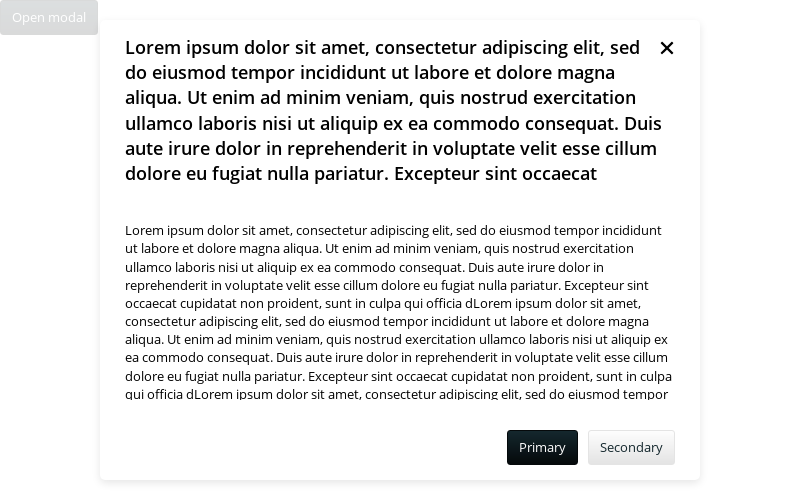 Open modal
Lorem ipsum dolor sit amet, consectetur adipiscing elit, sed
do eiusmod tempor incididunt ut labore et dolore magna
aliqua. Ut enim ad minim veniam, quis nostrud exercitation
ullamco laboris nisi ut aliquip ex ea commodo consequat. Duis
aute irure dolor in reprehenderit in voluptate velit esse cillum
dolore eu fugiat nulla pariatur. Excepteur sint occaecat
Lorem ipsum dolor sit amet, consectetur adipiscing elit, sed do eiusmod tempor incididunt
ut labore et dolore magna aliqua. Ut enim ad minim veniam, quis nostrud exercitation
ullamco laboris nisi ut aliquip ex ea commodo consequat. Duis aute irure dolor in
reprehenderit in voluptate velit esse cillum dolore eu fugiat nulla pariatur. Excepteur sint
occaecat cupidatat non proident, sunt in culpa qui officia dLorem ipsum dolor sit amet,
consectetur adipiscing elit, sed do eiusmod tempor incididunt ut labore et dolore magna
aliqua. Ut enim ad minim veniam, quis nostrud exercitation ullamco laboris nisi ut aliquip ex
ea commodo consequat. Duis aute irure dolor in reprehenderit in voluptate velit esse cillum
dolore eu fugiat nulla pariatur. Excepteur sint occaecat cupidatat non proident, sunt in culpa
qui officia dLorem ipsum dolor sit amet, consectetur adipiscing elit, sed do eiusmod tempor
Primary
Secondary